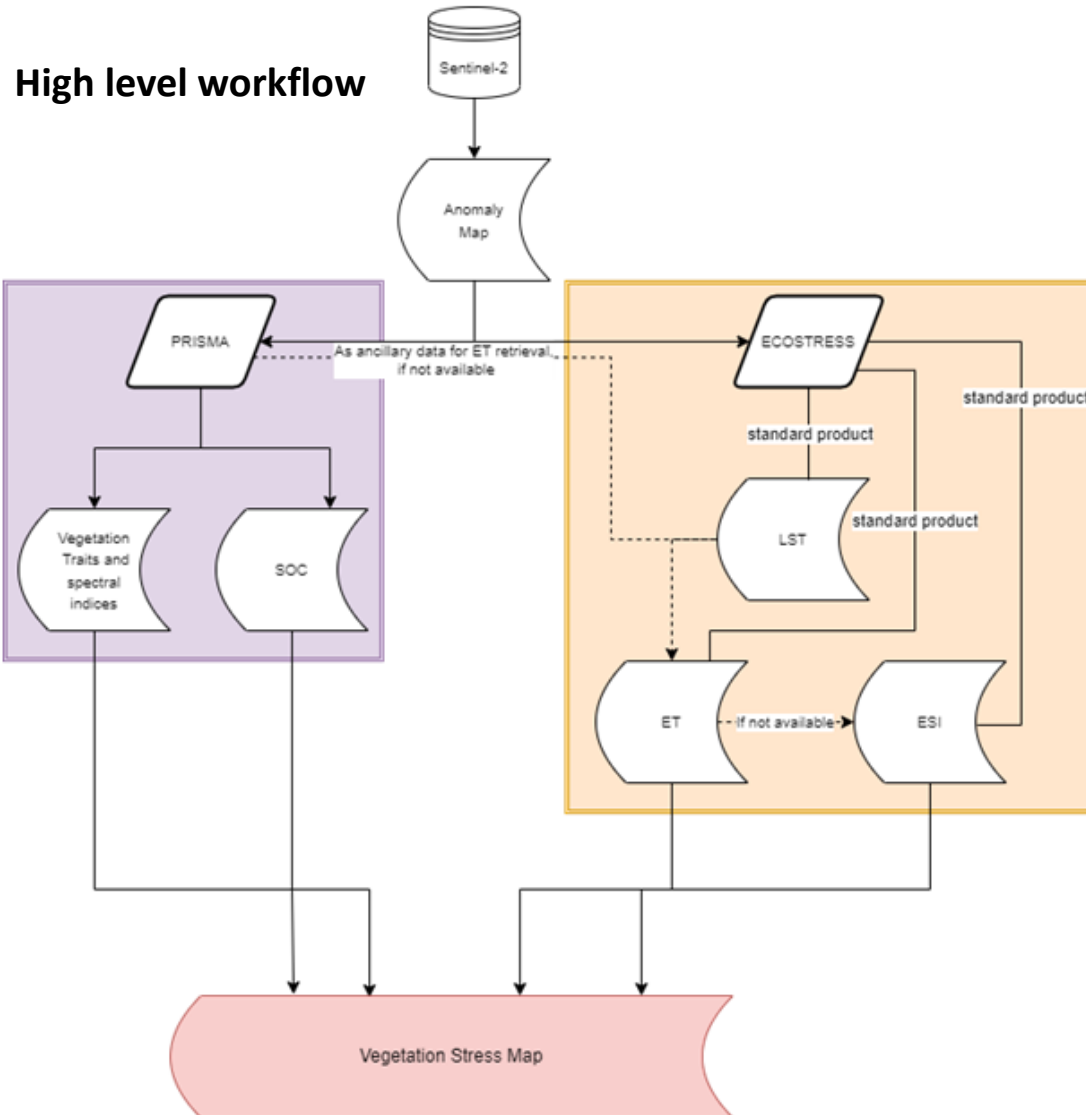 High level workflow
Sentinel-2
Anomaly
Map
PRISMA
As ancillary data for ET retrieval,
if not available
ECOSTRESS
standard product
standard product
standard product
Vegetation
Traits and
spectral
indices
SOC
LST
ET
If not available
ESI
Vegetation Stress Map